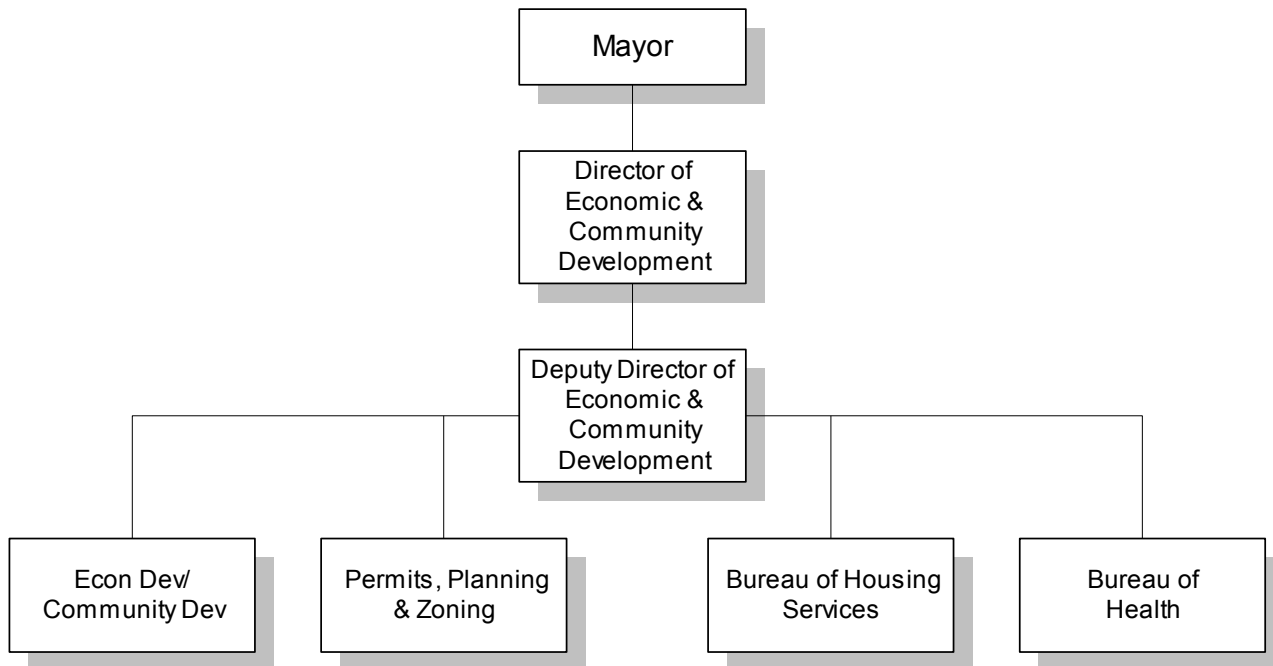 Mayor
Director of
Economic &
Community
Development
Deputy Director of
Economic &
Community
Development
Econ Dev/
Community Dev
Permits, Planning
& Zoning
Bureau of Housing
Services
Bureau of
Health